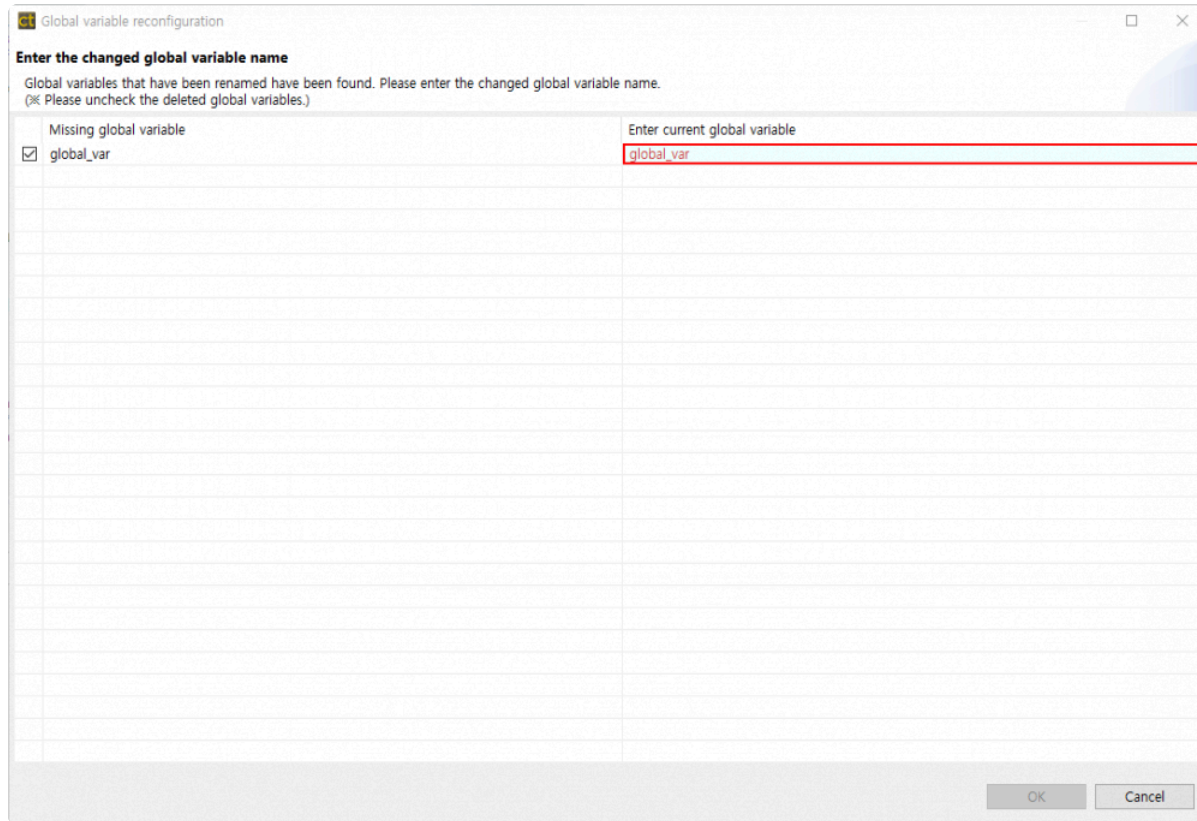 ct Global variable reconfiguration
Enter the changed global variable name
Global variables that have been renamed have been found. Please enter the changed global variable name.
(※ Please uncheck the deleted global variables.)
Missing global variable Enter current global variable
global_var global_var
OK Cancel